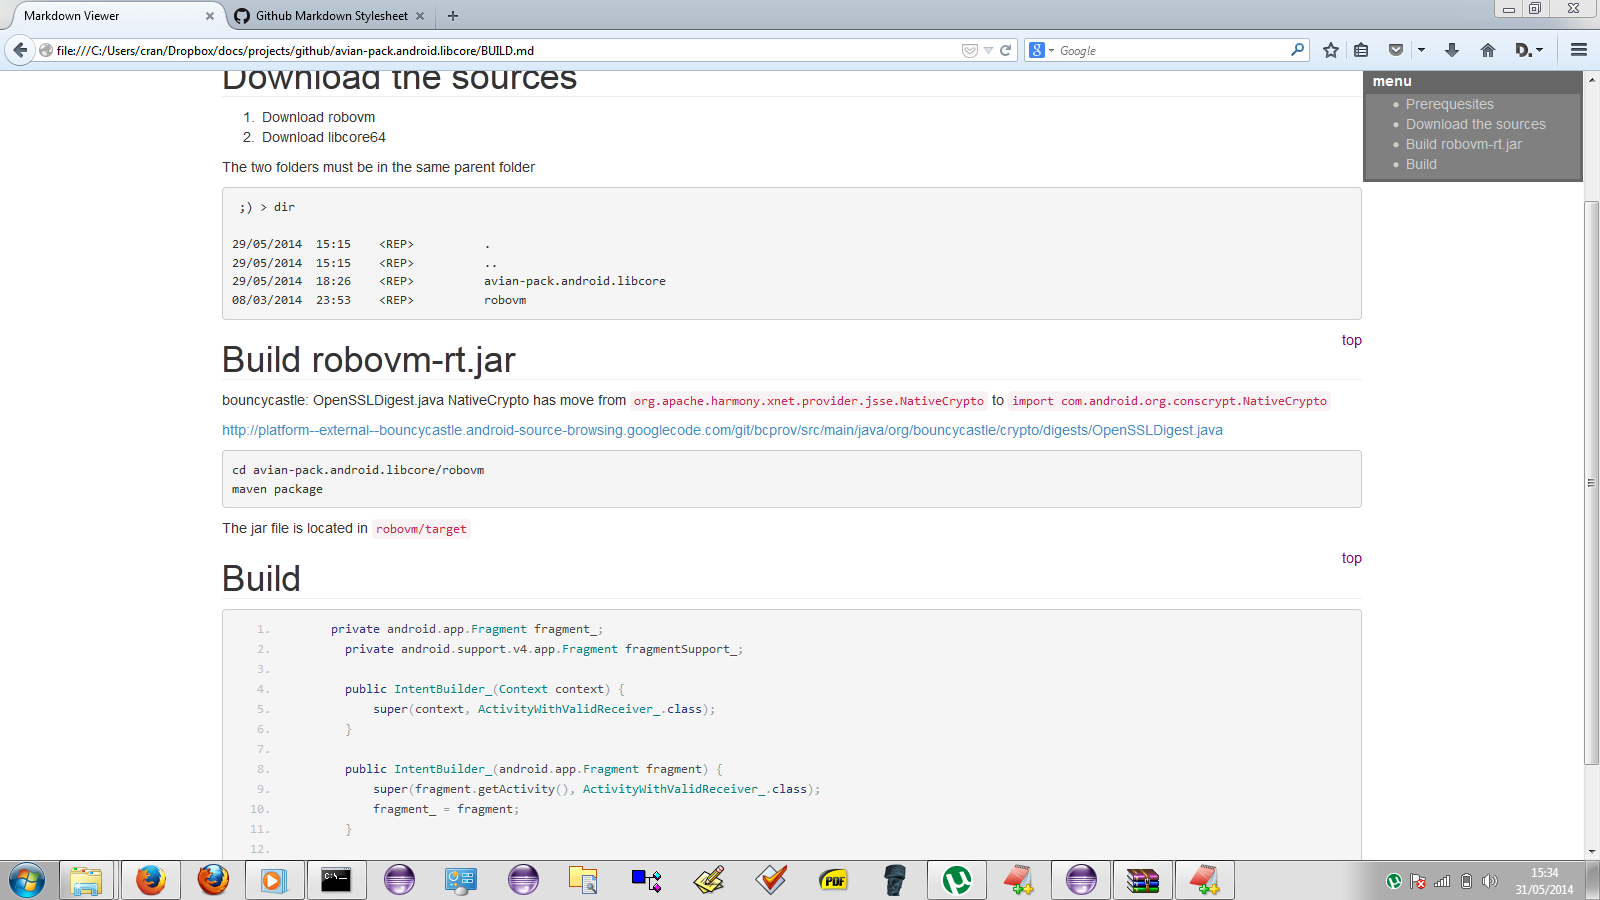 Markdown Viewer
Github Markdown Stylesheet
file:///C:/Users/cran/Dropbox/docs/projects/github/avian-pack.android.libcore/BUILD.md
Google
Download the sources
1. Download robovm
2. Download libcore64
The two folders must be in the same parent folder
;) > dir
29/05/2014  15:15    <REP>          .
29/05/2014  15:15    <REP>          ..
29/05/2014  18:26    <REP>          avian-pack.android.libcore
08/03/2014  23:53    <REP>          robovm
top
Build robovm-rt.jar
bouncycastle: OpenSSLDigest.java NativeCrypto has move from org.apache.harmony.xnet.provider.jsse.NativeCrypto to import com.android.org.conscrypt.NativeCrypto
http://platform--external--bouncycastle.android-source-browsing.googlecode.com/git/bcprov/src/main/java/org/bouncycastle/crypto/digests/OpenSSLDigest.java
cd avian-pack.android.libcore/robovm
maven package
The jar file is located in robovm/target
top
Build
1. private android.app.Fragment fragment_;
2. private android.support.v4.app.Fragment fragmentSupport_;
3.
4. public IntentBuilder_(Context context) {
5. super(context, ActivityWithValidReceiver_.class);
6. }
7.
8. public IntentBuilder_(android.app.Fragment fragment) {
9. super(fragment.getActivity(), ActivityWithValidReceiver_.class);
10. fragment_ = fragment;
11. }
12.
menu
Prerequesites
Download the sources
Build robovm-rt.jar
Build
C:\_
PDF
15:34
31/05/2014